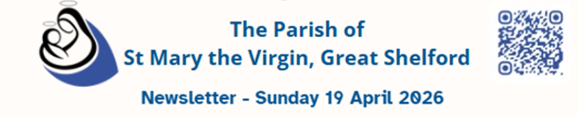 The Parish of
St Mary the Virgin, Great Shelford
Newsletter - Sunday 19 April 2026